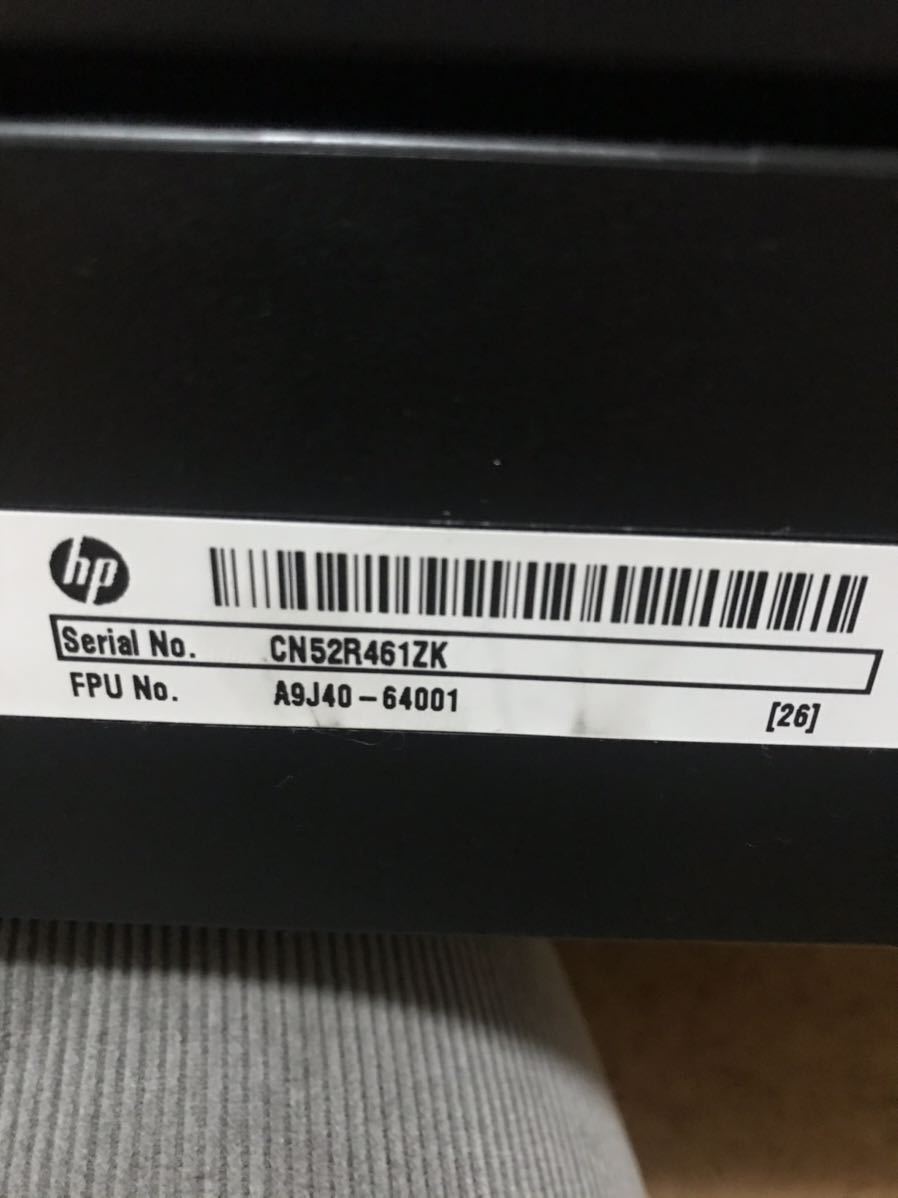 hp
Serial No. CN52R461ZK
FPU No. A9J40-64001
[26]